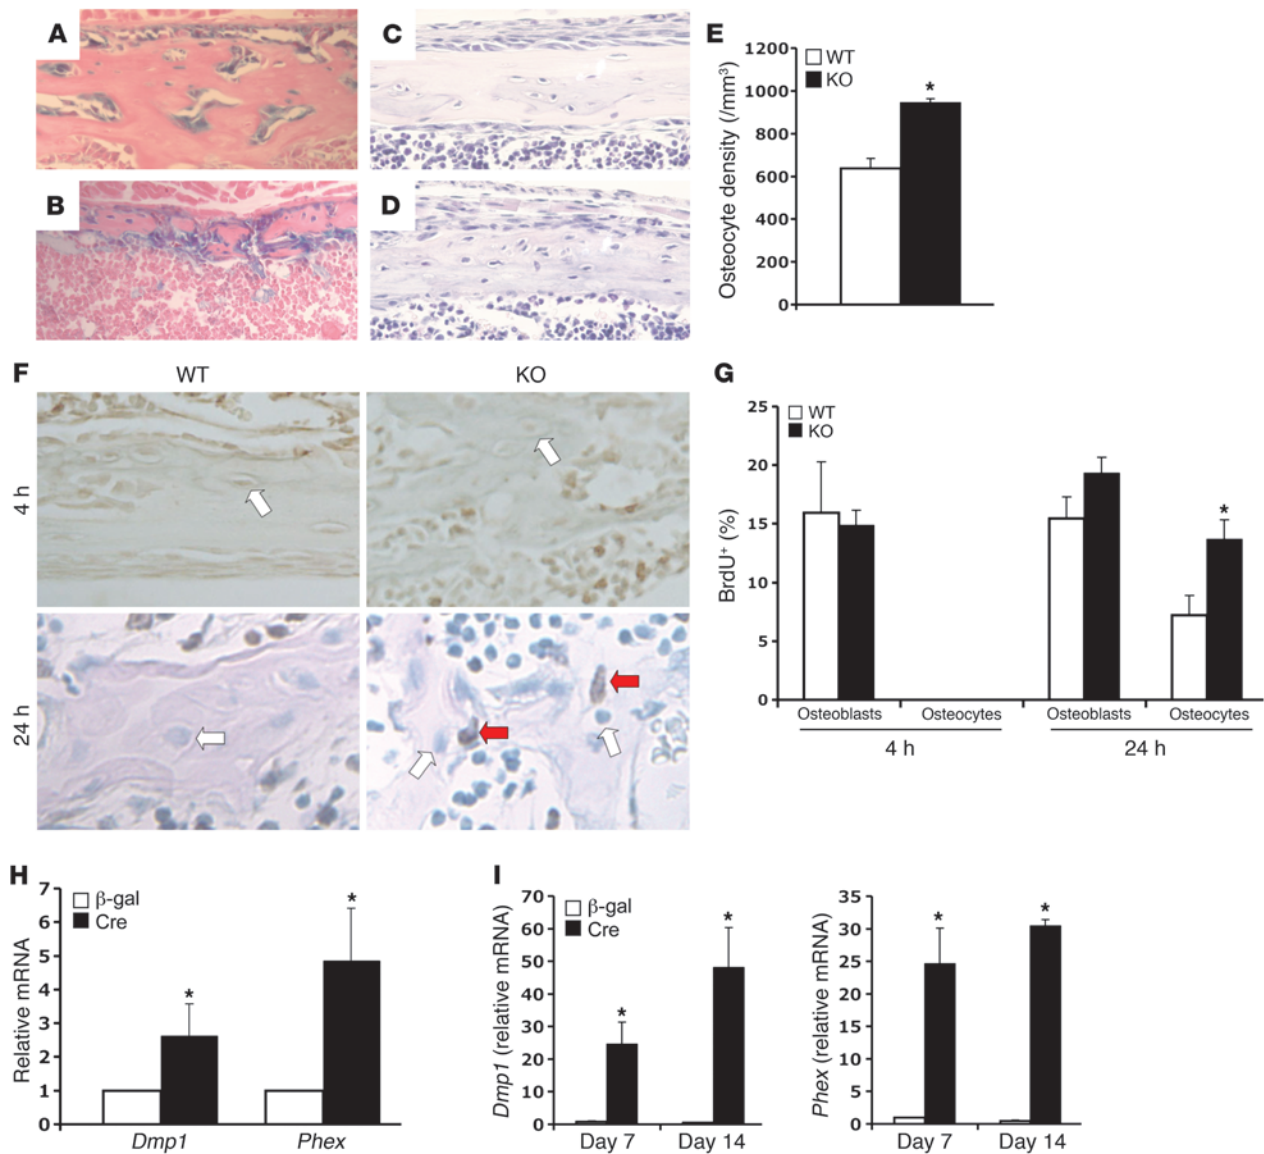 A
B
C
D
E
Osteocyte density (/mm³)
1200
1000
800
600
400
200
0
WT
KO
*
F
WT
KO
4 h
24 h
G
BrdU⁺ (%)
25
20
15
10
5
0
WT
KO
*
Osteoblasts Osteocytes Osteoblasts Osteocytes
4 h 24 h
H
Relative mRNA
7
6
5
4
3
2
1
0
β-gal
Cre
*
*
Dmp1 Phex
I
Dmp1 (relative mRNA)
70
60
50
40
30
20
10
0
β-gal
Cre
*
*
Day 7 Day 14
Phex (relative mRNA)
35
30
25
20
15
10
5
0
*
*
Day 7 Day 14